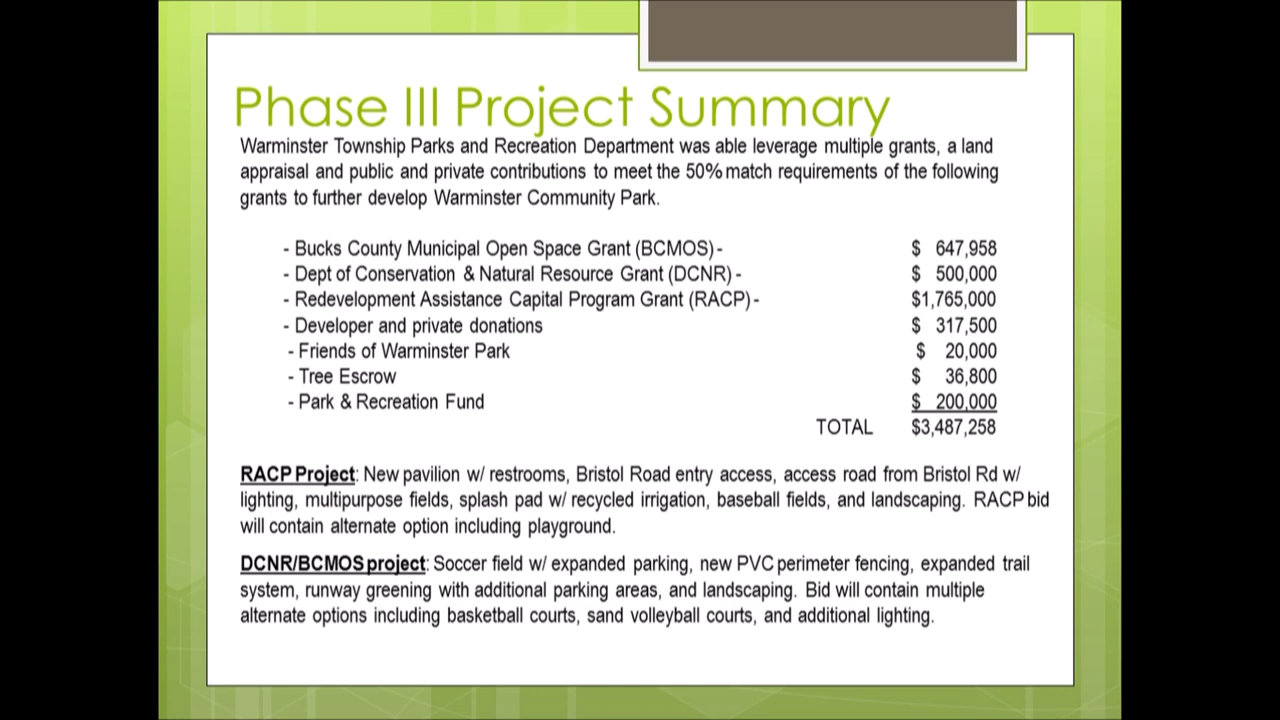 Phase III Project Summary
Warminster Township Parks and Recreation Department was able leverage multiple grants, a land
appraisal and public and private contributions to meet the 50% match requirements of the following
grants to further develop Warminster Community Park.
- Bucks County Municipal Open Space Grant (BCMOS) - $ 647,958
- Dept of Conservation & Natural Resource Grant (DCNR) - $ 500,000
- Redevelopment Assistance Capital Program Grant (RACP) - $1,765,000
- Developer and private donations $ 317,500
- Friends of Warminster Park $ 20,000
- Tree Escrow $ 36,800
- Park & Recreation Fund $ 200,000
TOTAL $3,487,258
RACP Project: New pavilion w/ restrooms, Bristol Road entry access, access road from Bristol Rd w/
lighting, multipurpose fields, splash pad w/ recycled irrigation, baseball fields, and landscaping. RACP bid
will contain alternate option including playground.
DCNR/BCMOS project: Soccer field w/ expanded parking, new PVC perimeter fencing, expanded trail
system, runway greening with additional parking areas, and landscaping. Bid will contain multiple
alternate options including basketball courts, sand volleyball courts, and additional lighting.